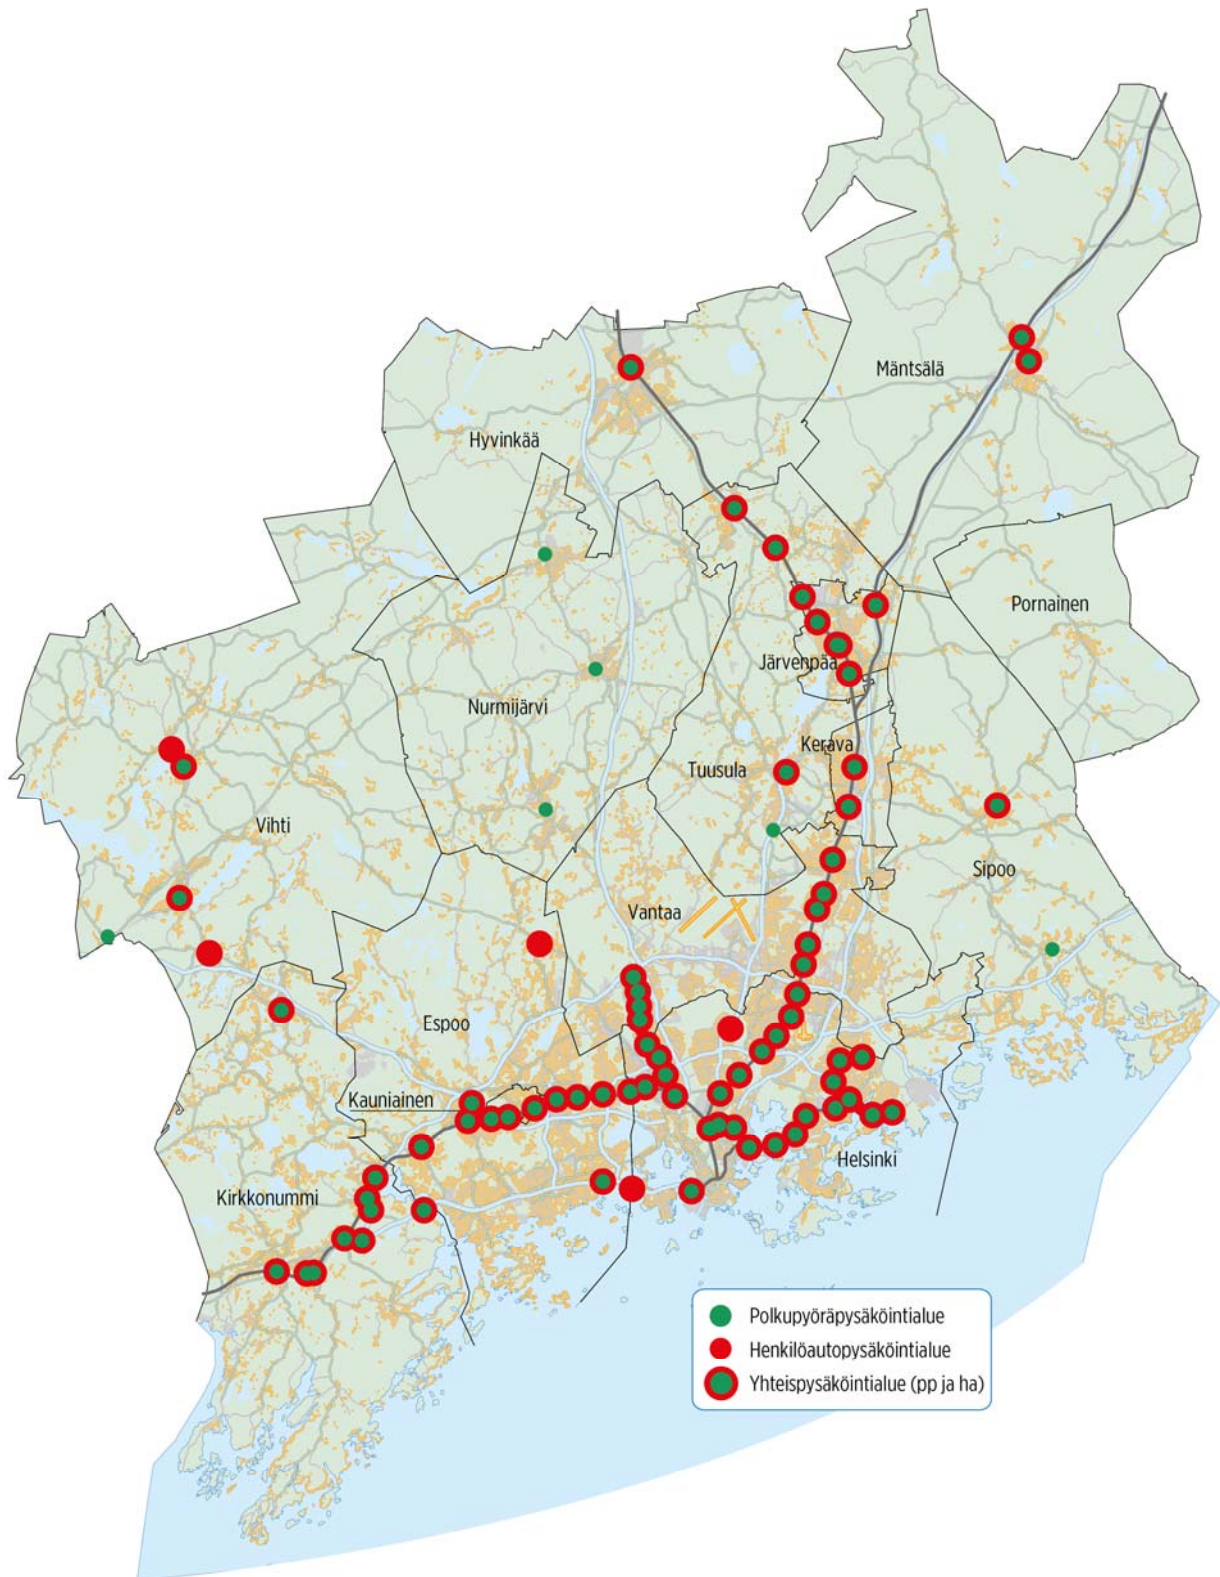 Mäntsälä
Hyvinkää
Pornainen
Järvenpää
Nurmijärvi
Kerava
Tuusula
Vihti
Sipoo
Vantaa
Espoo
Kauniainen
Helsinki
Kirkkonummi
Polkupyöräpysäköintialue
Henkilöautopysäköintialue
Yhteispysäköintialue (pp ja ha)